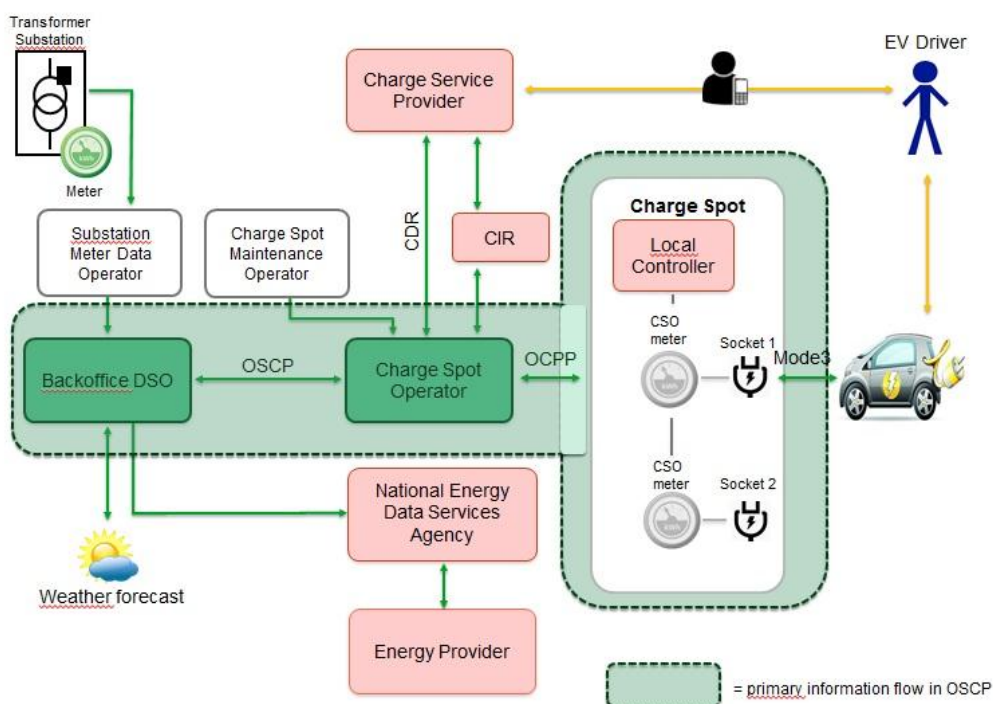 Transformer
Substation
Meter
Substation
Meter Data
Operator
Charge Spot
Maintenance
Operator
Charge Service
Provider
EV Driver
CDR
CIR
Charge Spot
Local
Controller
CSO
meter
kWh
Socket 1
Mode3
CSO
meter
kWh
Socket 2
Backoffice DSO
OSCP
Charge Spot
Operator
OCPP
National Energy
Data Services
Agency
Weather forecast
Energy Provider
= primary information flow in OSCP